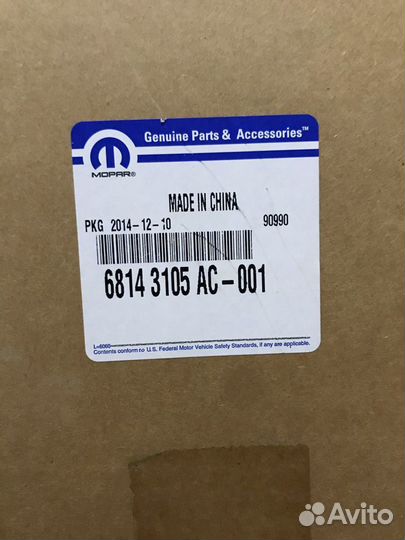 Genuine Parts & Accessories™
MOPAR®
MADE IN CHINA
PKG 2014-12-10 90990
6814 3105 AC-001
L=6060
Contents conform to U.S. Federal Motor Vehicle Safety Standards, if any are applicable.
Avito